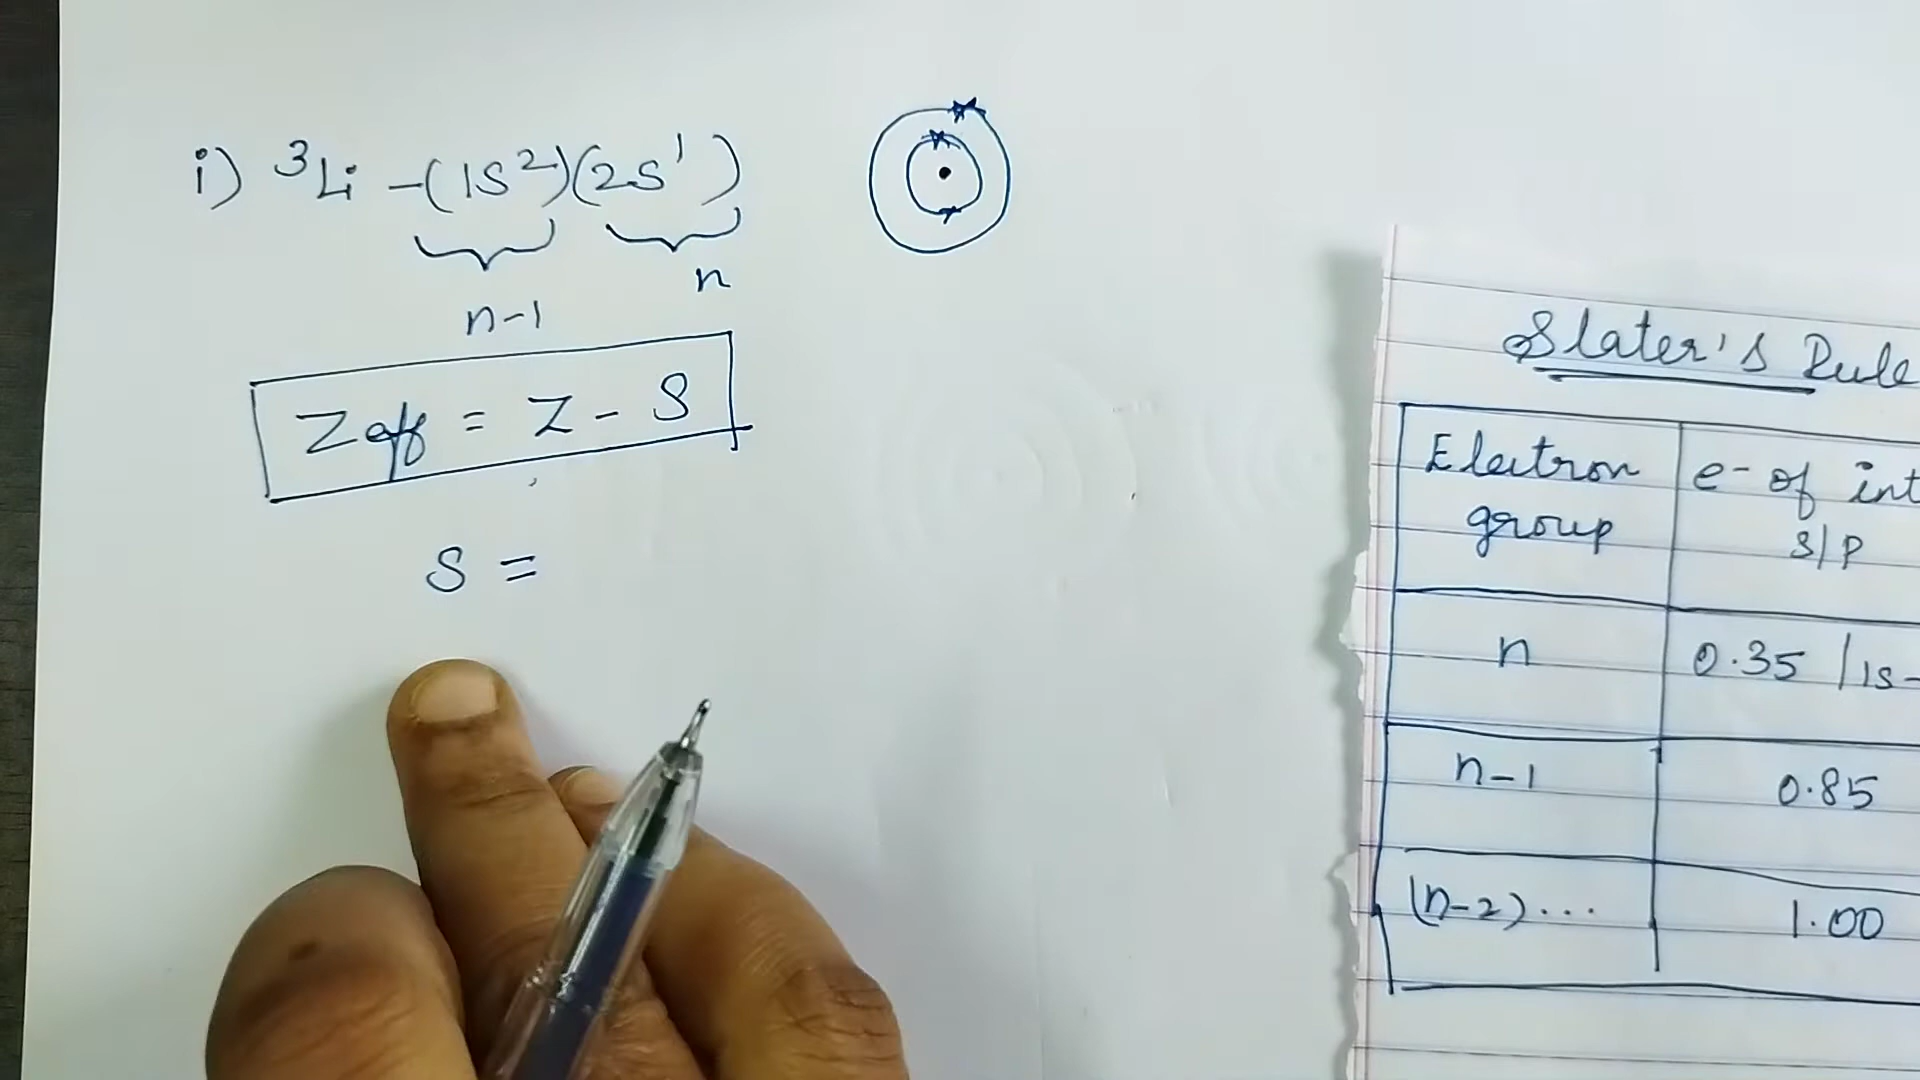 i) ³Li - (1S²)(2S¹)
n-1
n
Zeff = Z - S
S =
Slater's Rule
Electron group
e- of int
S/P
n
0.35 /1s-
n-1
0.85
(n-2)...
1.00